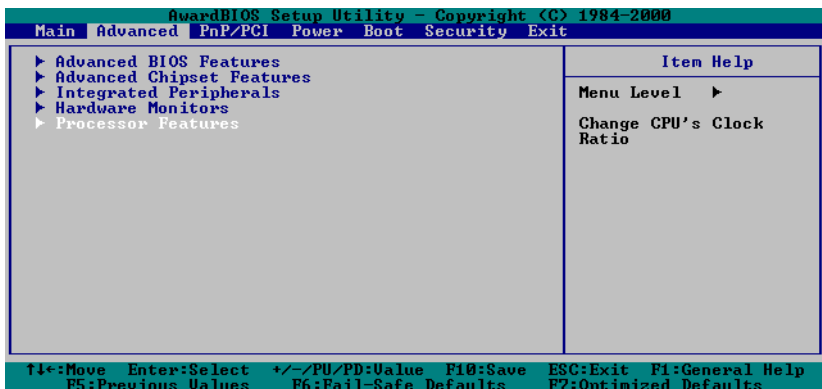 AwardBIOS Setup Utility - Copyright (C) 1984-2000
Main Advanced PnP/PCI Power Boot Security Exit
▶ Advanced BIOS Features
▶ Advanced Chipset Features
▶ Integrated Peripherals
▶ Hardware Monitors
▶ Processor Features
Item Help
Menu Level ▶
Change CPU's Clock
Ratio
↑↓←:Move Enter:Select +/-/PU/PD:Value F10:Save ESC:Exit F1:General Help
F5:Previous Values F6:Fail-Safe Defaults F7:Optimized Defaults